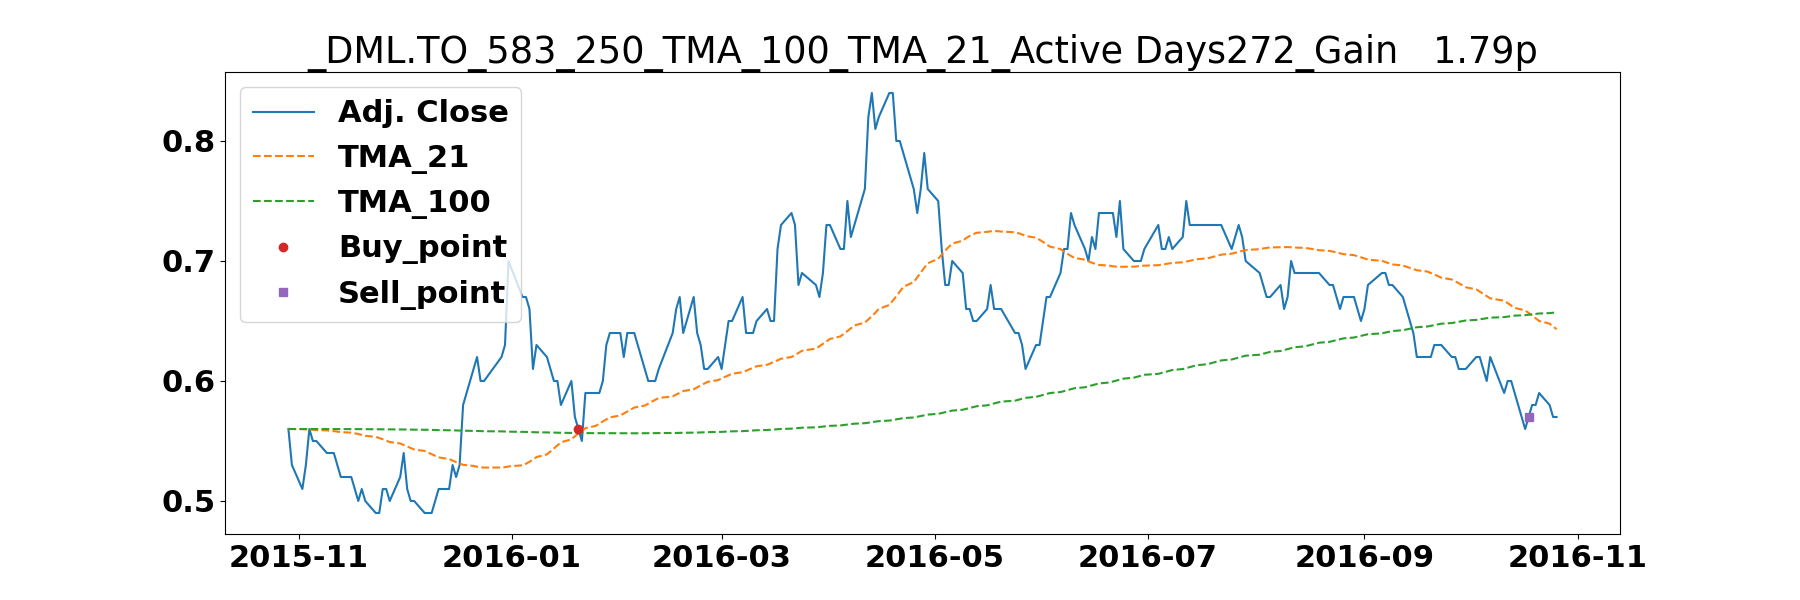 _DML.TO_583_250_TMA_100_TMA_21_Active Days272_Gain   1.79p
Adj. Close
TMA_21
TMA_100
Buy_point
Sell_point
0.8
0.7
0.6
0.5
2015-11 2016-01 2016-03 2016-05 2016-07 2016-09 2016-11